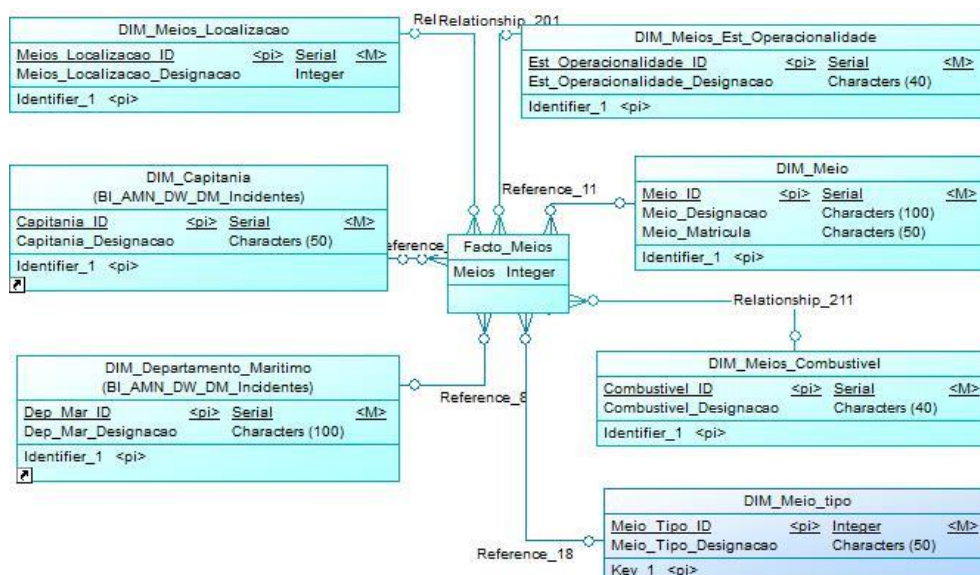 DIM_Meios_Localizacao
Meios_Localizacao_ID <pi> Serial <M>
Meios_Localizacao_Designacao Integer
Identifier_1 <pi>
Relationship_201
DIM_Meios_Est_Operacionalidade
Est_Operacionalidade_ID <pi> Serial <M>
Est_Operacionalidade_Designacao Characters (40)
Identifier_1 <pi>
DIM_Capitania
(BI_AMN_DW_DM_Incidentes)
Capitania_ID <pi> Serial <M>
Capitania_Designacao Characters (50)
Identifier_1 <pi>
Reference_11
DIM_Meio
Meio_ID <pi> Serial <M>
Meio_Designacao Characters (100)
Meio_Matricula Characters (50)
Identifier_1 <pi>
Facto_Meios
Meios Integer
Relationship_211
DIM_Meios_Combustivel
Combustivel_ID <pi> Serial <M>
Combustivel_Designacao Characters (40)
Identifier_1 <pi>
DIM_Departamento_Maritimo
(BI_AMN_DW_DM_Incidentes)
Dep_Mar_ID <pi> Serial <M>
Dep_Mar_Designacao Characters (100)
Identifier_1 <pi>
Reference_8
DIM_Meio_tipo
Meio_Tipo_ID <pi> Integer <M>
Meio_Tipo_Designacao Characters (50)
Key_1 <pi>
Reference_18